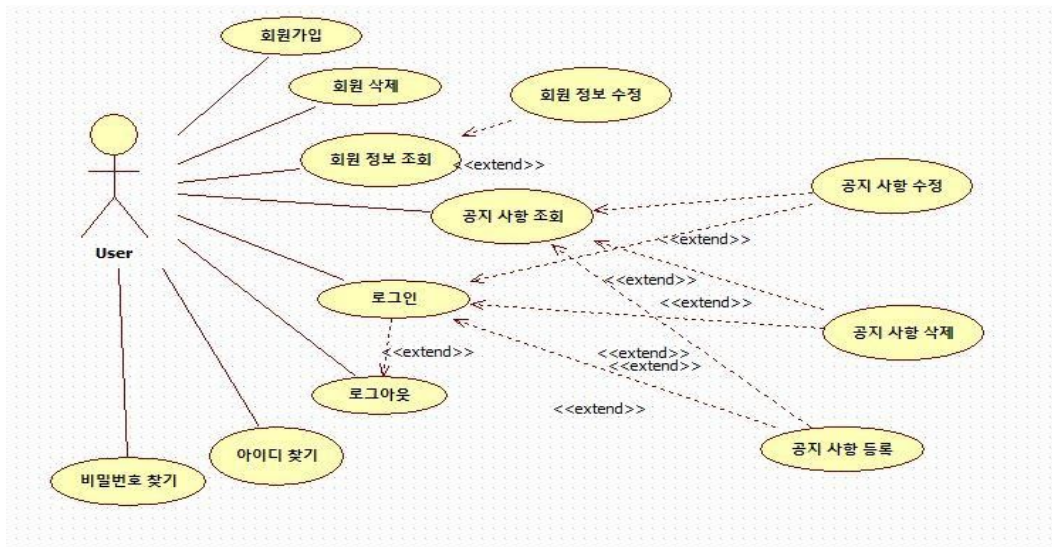 회원가입
회원 삭제
회원 정보 수정
회원 정보 조회
<<extend>>
공지 사항 수정
공지 사항 조회
User
<<extend>>
<<extend>>
로그인
<<extend>>
공지 사항 삭제
<<extend>>
<<extend>>
<<extend>>
로그아웃
<<extend>>
공지 사항 등록
아이디 찾기
비밀번호 찾기